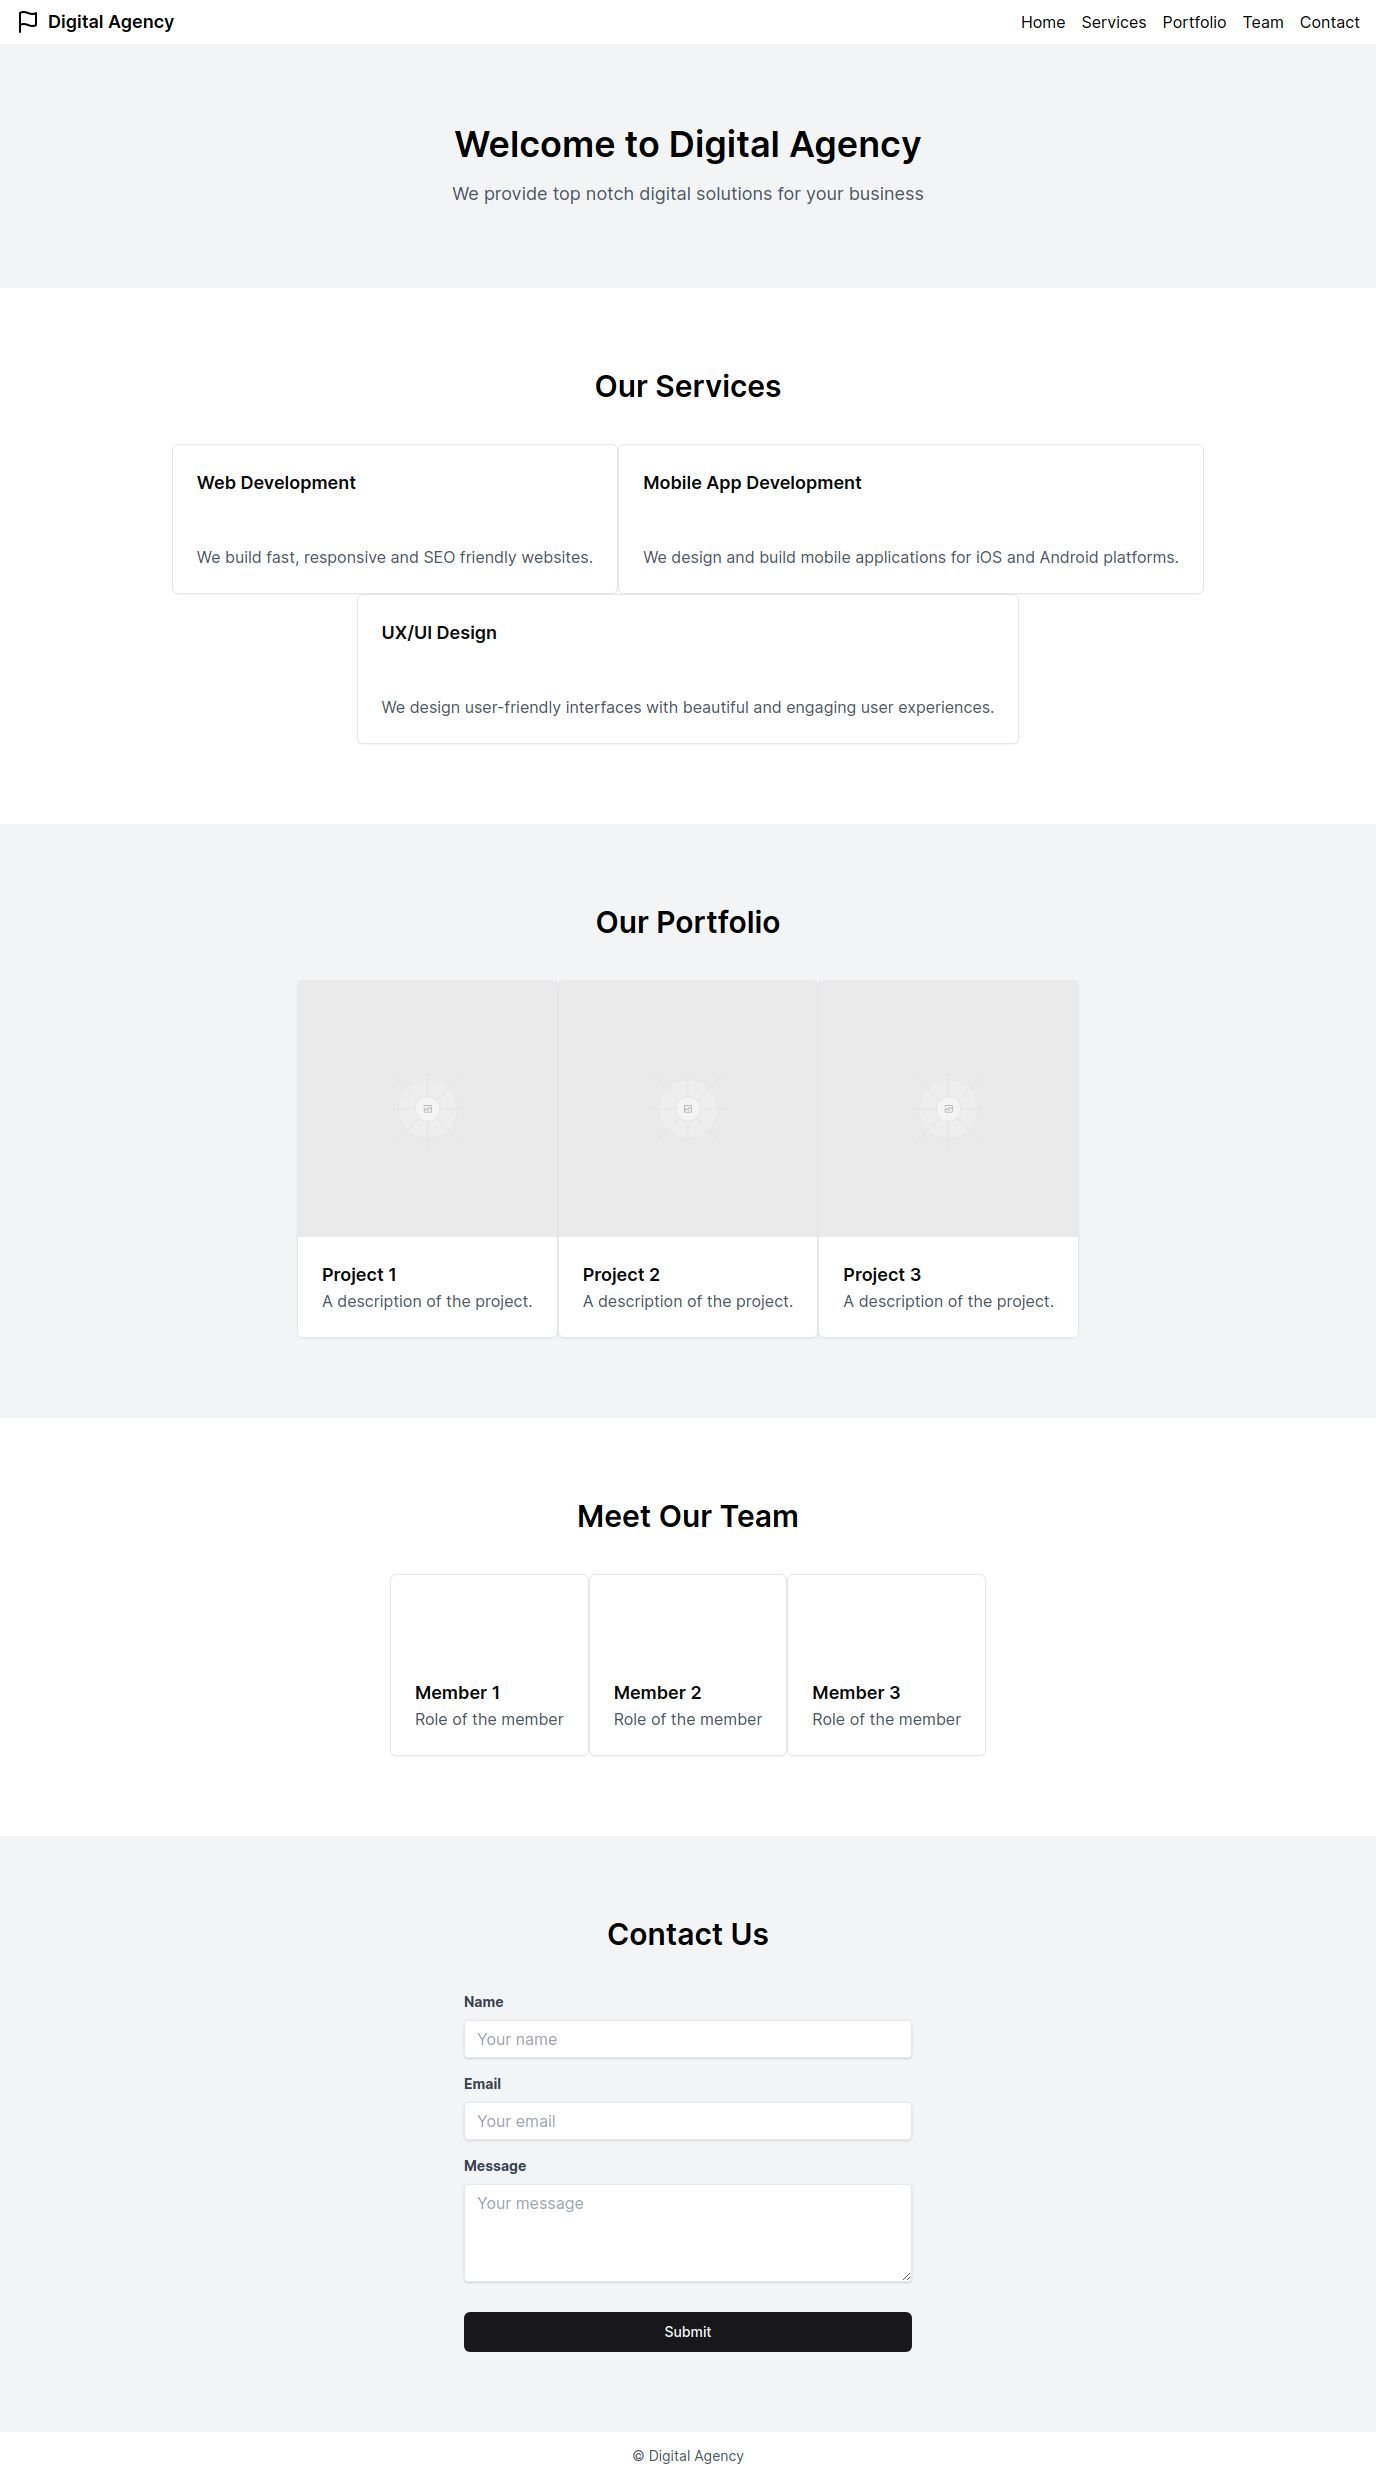 Digital Agency
Home Services Portfolio Team Contact
Welcome to Digital Agency
We provide top notch digital solutions for your business
Our Services
Web Development
We build fast, responsive and SEO friendly websites.
Mobile App Development
We design and build mobile applications for iOS and Android platforms.
UX/UI Design
We design user-friendly interfaces with beautiful and engaging user experiences.
Our Portfolio
Project 1
A description of the project.
Project 2
A description of the project.
Project 3
A description of the project.
Meet Our Team
Member 1
Role of the member
Member 2
Role of the member
Member 3
Role of the member
Contact Us
Name
Your name
Email
Your email
Message
Your message
Submit
© Digital Agency